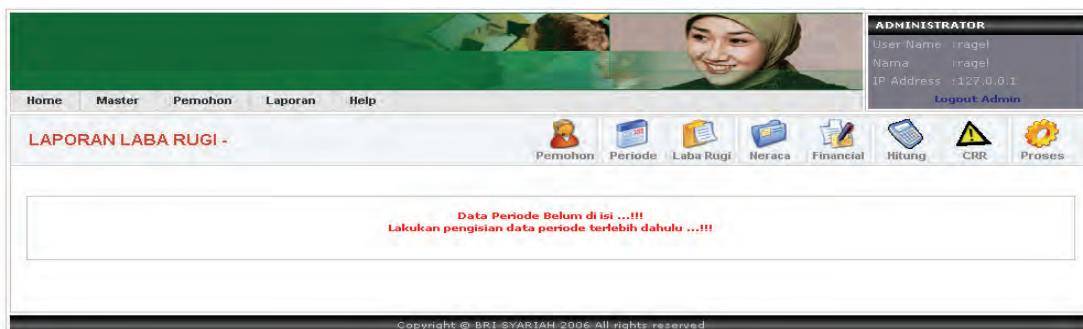 ADMINISTRATOR
User Name : ragel
Nama : ragel
IP Address : 127.0.0.1
Logout Admin
Home Master Pemohon Laporan Help
LAPORAN LABA RUGI -
Pemohon Periode Laba Rugi Neraca Financial Hitung CRR Proses
Data Periode Belum di isi ...!!!
Lakukan pengisian data periode terlebih dahulu ...!!!
Copyright © BRI SYARIAH 2006 All rights reserved